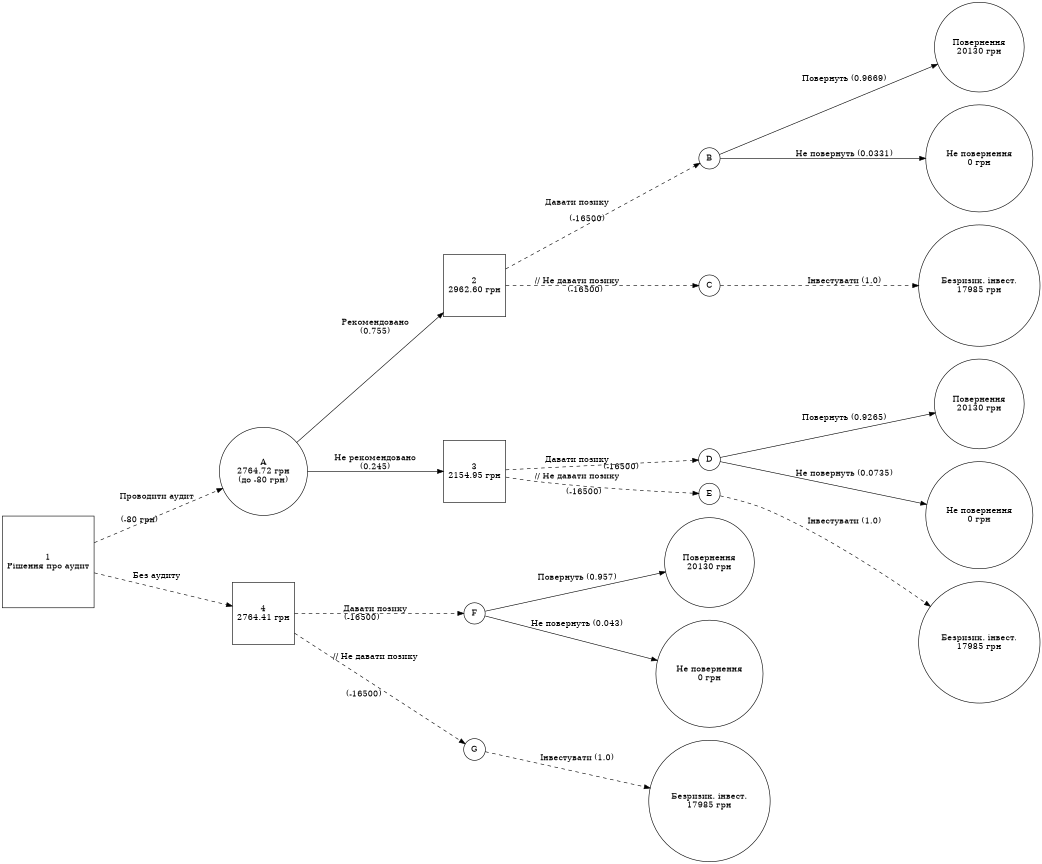 Повернення
20130 грн
Повернуть (0.9669)
Не повернуть (0.0331)
Не повернення
0 грн
B
Давати позику
(-16500)
2
2962.60 грн
// Не давати позику
(-16500)
C
Інвестувати (1.0)
Безризик. інвест.
17985 грн
Рекомендовано
(0.755)
Повернення
20130 грн
Повернуть (0.9265)
A
2764.72 грн
(до -80 грн)
Не рекомендовано
(0.245)
3
2154.95 грн
Давати позику
(-16500)
// Не давати позику
(-16500)
D
E
Не повернуть (0.0735)
Не повернення
0 грн
Інвестувати (1.0)
Безризик. інвест.
17985 грн
Проводити аудит
(-80 грн)
1
Рішення про аудит
Без аудиту
4
2764.41 грн
Давати позику
(-16500)
F
Повернуть (0.957)
Повернення
20130 грн
Не повернуть (0.043)
Не повернення
0 грн
// Не давати позику
(-16500)
G
Інвестувати (1.0)
Безризик. інвест.
17985 грн